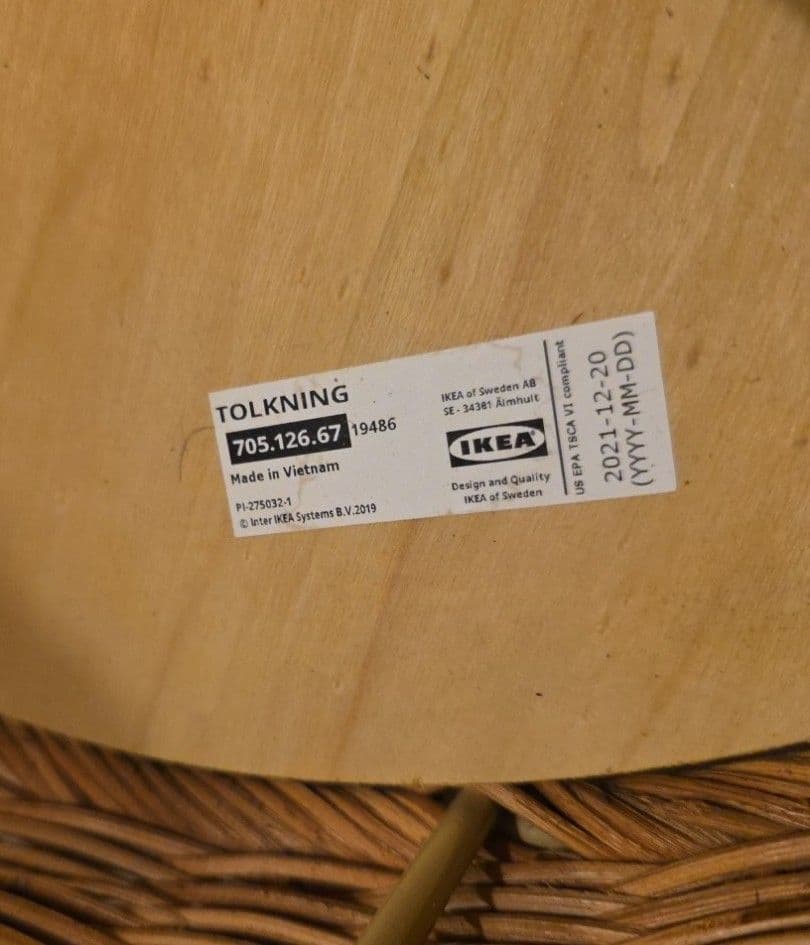 TOLKNING
705.126.67 19486
Made in Vietnam
PI-275032-1
© Inter IKEA Systems B.V.2019
IKEA of Sweden AB
SE - 34381 Älmhult
IKEA
Design and Quality
IKEA of Sweden
US EPA TSCA VI compliant
2021-12-20
(YYYY-MM-DD)